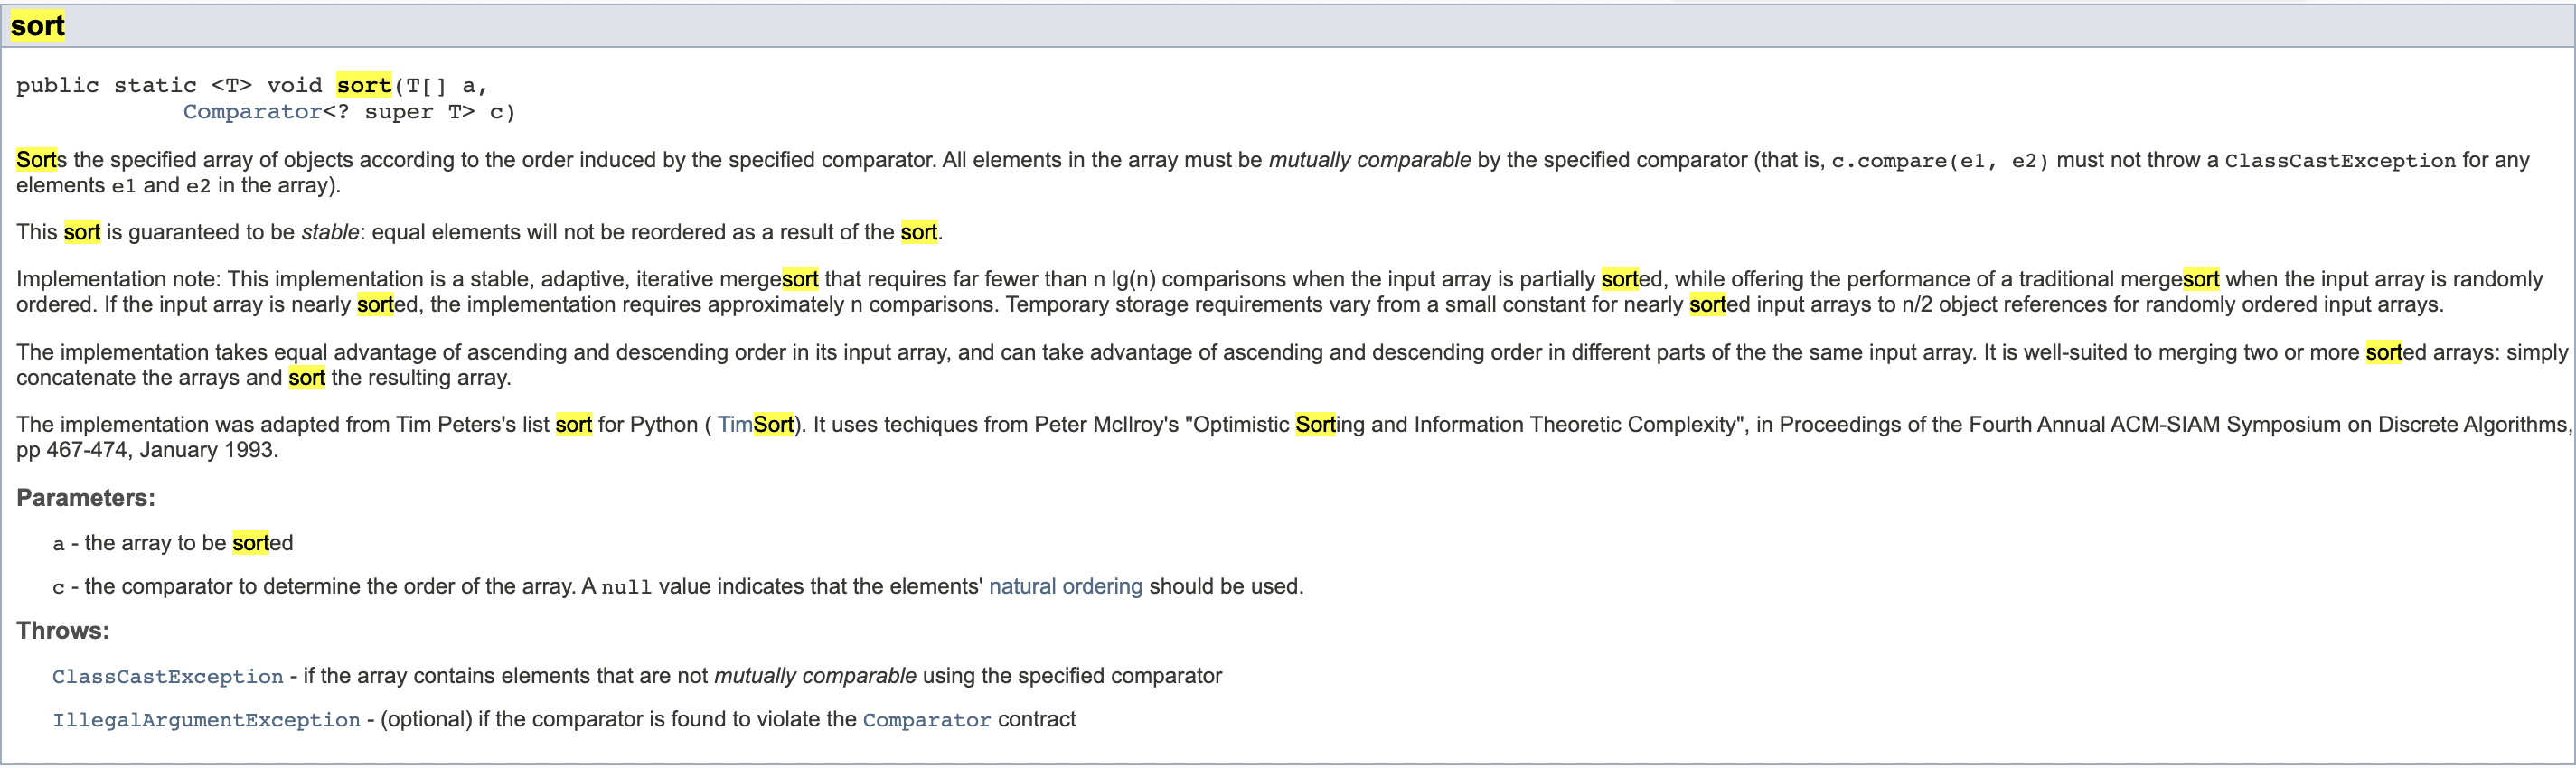 sort
public static <T> void sort(T[] a,
Comparator<? super T> c)
Sorts the specified array of objects according to the order induced by the specified comparator. All elements in the array must be mutually comparable by the specified comparator (that is, c.compare(e1, e2) must not throw a ClassCastException for any
elements e1 and e2 in the array).
This sort is guaranteed to be stable: equal elements will not be reordered as a result of the sort.
Implementation note: This implementation is a stable, adaptive, iterative mergesort that requires far fewer than n lg(n) comparisons when the input array is partially sorted, while offering the performance of a traditional mergesort when the input array is randomly
ordered. If the input array is nearly sorted, the implementation requires approximately n comparisons. Temporary storage requirements vary from a small constant for nearly sorted input arrays to n/2 object references for randomly ordered input arrays.
The implementation takes equal advantage of ascending and descending order in its input array, and can take advantage of ascending and descending order in different parts of the the same input array. It is well-suited to merging two or more sorted arrays: simply
concatenate the arrays and sort the resulting array.
The implementation was adapted from Tim Peters's list sort for Python ( TimSort). It uses techiques from Peter McIlroy's "Optimistic Sorting and Information Theoretic Complexity", in Proceedings of the Fourth Annual ACM-SIAM Symposium on Discrete Algorithms,
pp 467-474, January 1993.
Parameters:
a - the array to be sorted
c - the comparator to determine the order of the array. A null value indicates that the elements' natural ordering should be used.
Throws:
ClassCastException - if the array contains elements that are not mutually comparable using the specified comparator
IllegalArgumentException - (optional) if the comparator is found to violate the Comparator contract